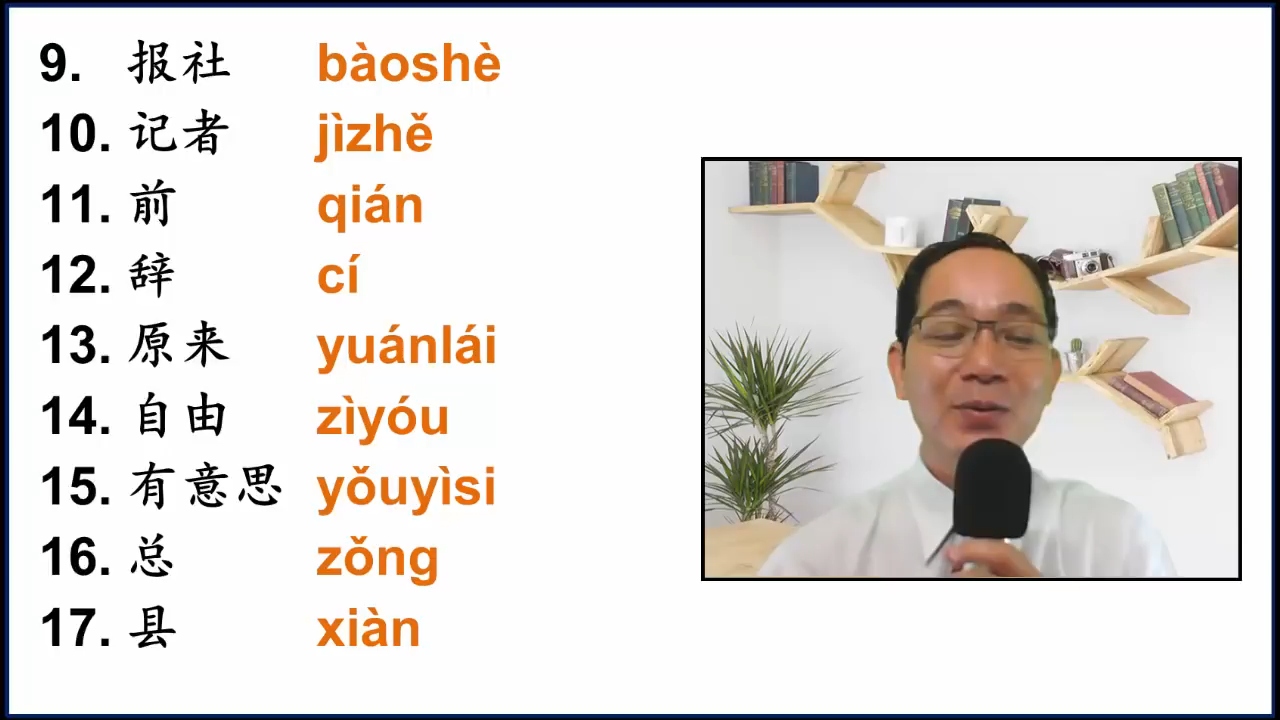 9. 报社 bàoshè
10. 记者 jìzhě
11. 前 qián
12. 辞 cí
13. 原来 yuánlái
14. 自由 zìyóu
15. 有意思 yǒuyìsi
16. 总 zǒng
17. 县 xiàn